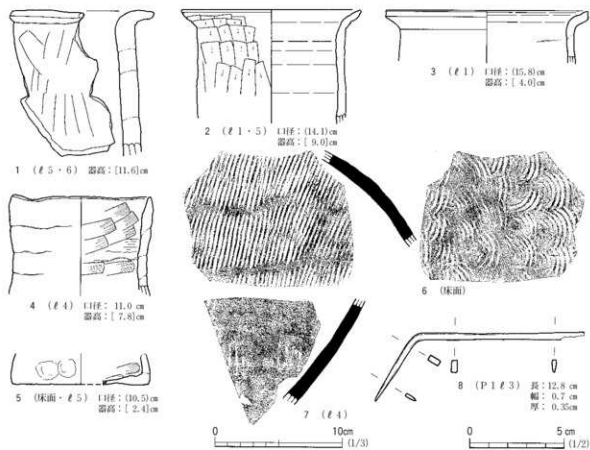 1 (ℓ5・6) 器高：[11.6]cm
2 (ℓ1・5) 口径：(14.1)cm
器高：[ 9.0]cm
3 (ℓ1) 口径：(15.8)cm
器高：[ 4.0]cm
4 (ℓ4) 口径： 11.0 cm
器高：[ 7.8]cm
5 (床面・ℓ5) 口径：(10.5)cm
器高：[ 2.4]cm
6 (床面)
7 (ℓ4)
8 (P1ℓ3) 長：12.8 cm
幅： 0.7 cm
厚： 0.35cm
0 10cm
(1/3)
0 5 cm
(1/2)